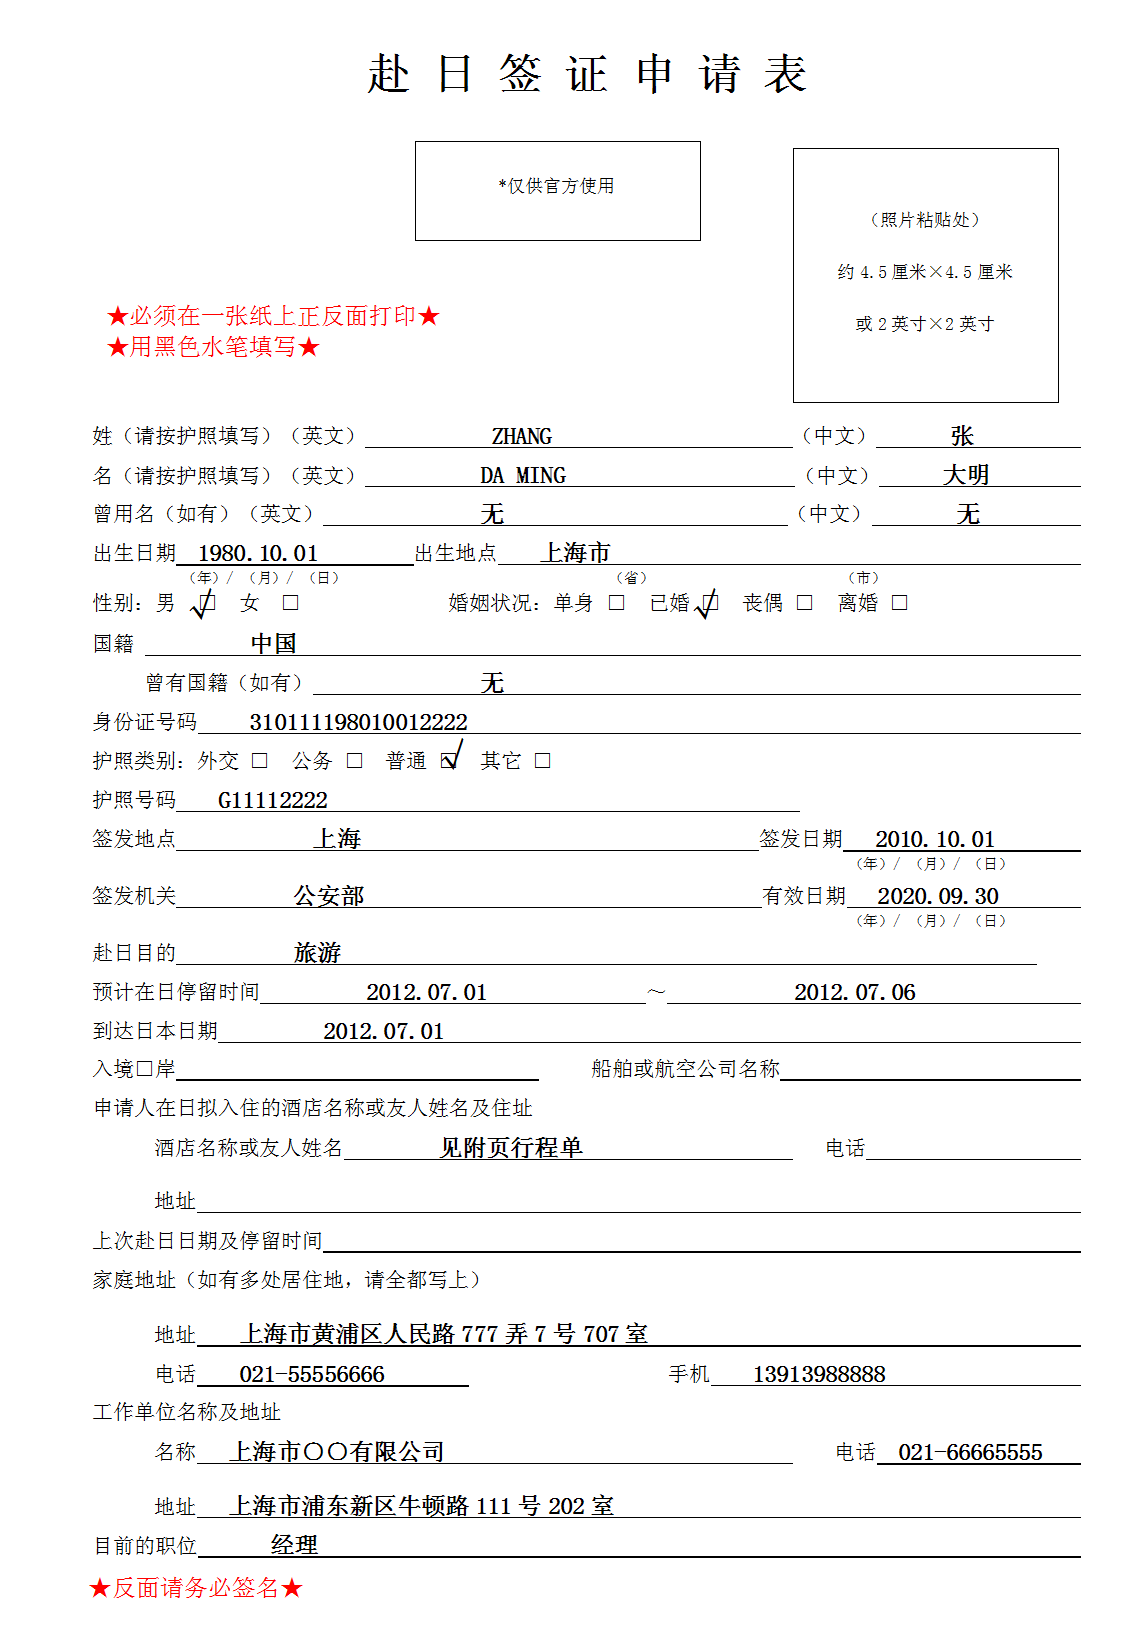 赴日签证申请表
*仅供官方使用
（照片粘贴处）
约 4.5 厘米×4.5 厘米
或 2 英寸×2 英寸
★必须在一张纸上正反面打印★
★用黑色水笔填写★
姓（请按护照填写）（英文） ZHANG （中文） 张
名（请按护照填写）（英文） DA MING （中文） 大明
曾用名（如有）（英文） 无 （中文） 无
出生日期 1980.10.01 出生地点 上海市
（年）/ （月）/ （日） （省） （市）
性别：男 ☑ 女 □ 婚姻状况：单身 □ 已婚 ☑ 丧偶 □ 离婚 □
国籍 中国
曾有国籍（如有） 无
身份证号码 310111198010012222
护照类别：外交 □ 公务 □ 普通 ☑ 其它 □
护照号码 G11112222
签发地点 上海 签发日期 2010.10.01
（年）/ （月）/ （日）
签发机关 公安部 有效日期 2020.09.30
（年）/ （月）/ （日）
赴日目的 旅游
预计在日停留时间 2012.07.01 ～ 2012.07.06
到达日本日期 2012.07.01
入境□岸 船舶或航空公司名称
申请人在日拟入住的酒店名称或友人姓名及住址
酒店名称或友人姓名 见附页行程单 电话
地址
上次赴日日期及停留时间
家庭地址（如有多处居住地，请全都写上）
地址 上海市黄浦区人民路 777 弄 7 号 707 室
电话 021-55556666 手机 13913988888
工作单位名称及地址
名称 上海市〇〇有限公司 电话 021-66665555
地址 上海市浦东新区牛顿路 111 号 202 室
目前的职位 经理
★反面请务必签名★